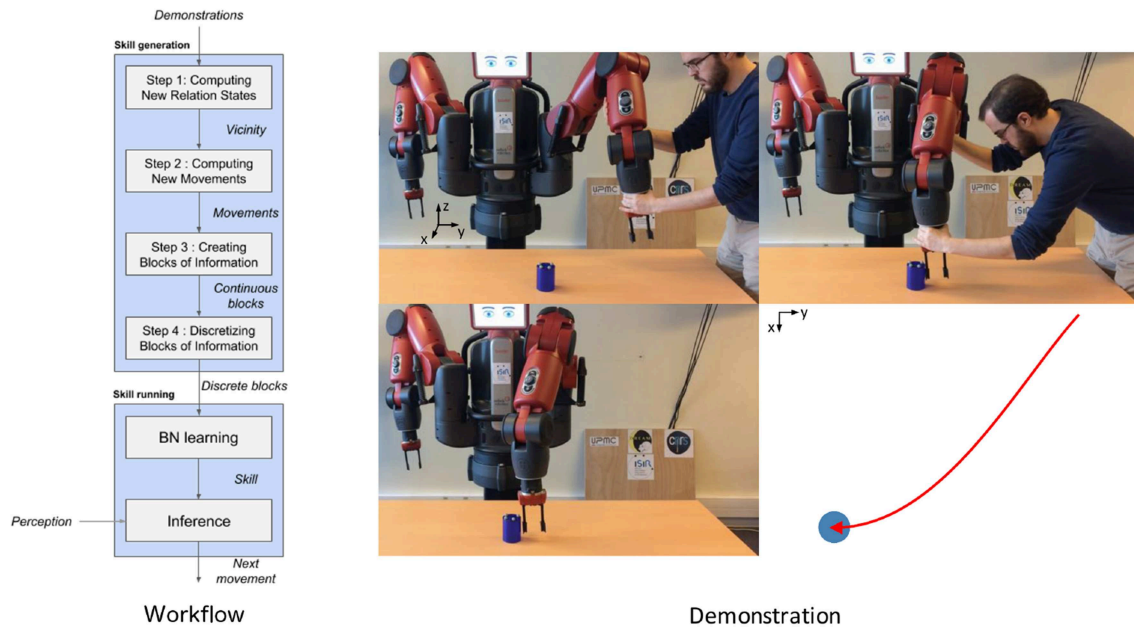 Demonstrations
Skill generation
Step 1: Computing
New Relation States
Vicinity
Step 2 : Computing
New Movements
Movements
Step 3 : Creating
Blocks of Information
Continuous
blocks
Step 4 : Discretizing
Blocks of Information
Discrete blocks
Skill running
BN learning
Skill
Perception
Inference
Next
movement
Workflow
z
x
y
UPMC
cnrs
ISIR
x
y
Demonstration